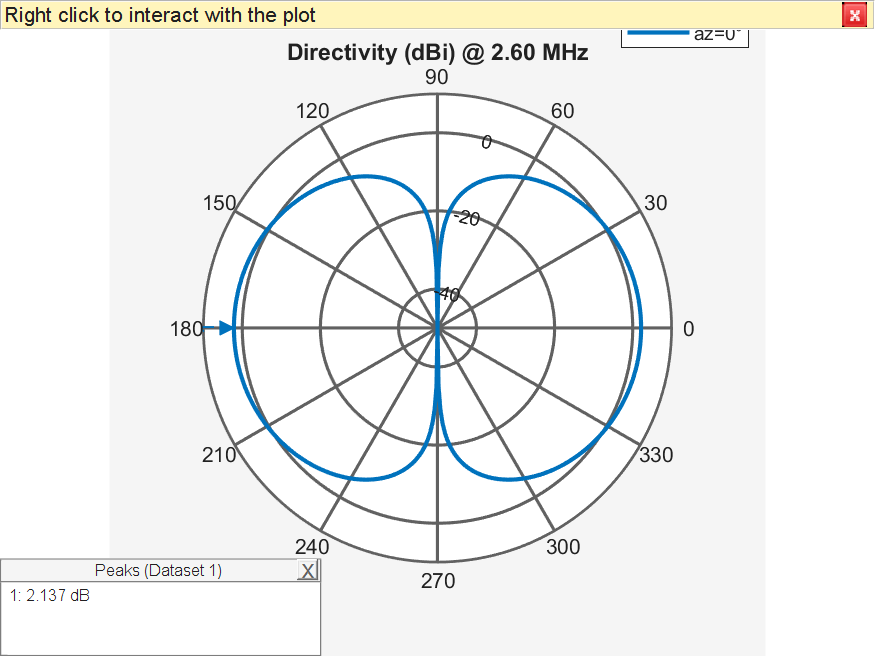 Right click to interact with the plot
az=0°
Directivity (dBi) @ 2.60 MHz
90
120
60
0
150
30
-20
-40
180
0
210
330
240
300
270
Peaks (Dataset 1)
X
1: 2.137 dB